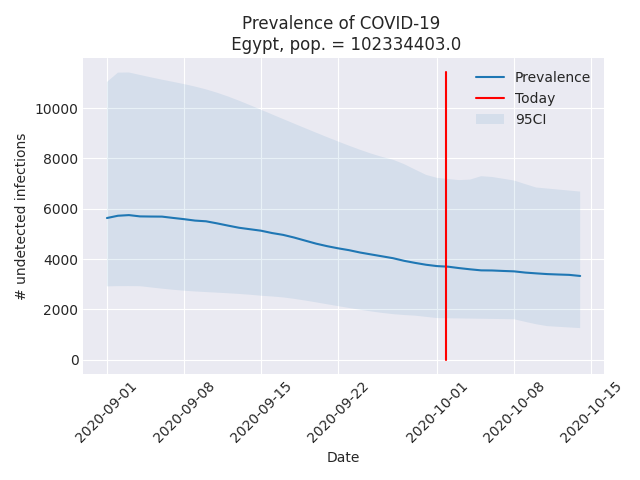 Prevalence of COVID-19
Egypt, pop. = 102334403.0
Prevalence
Today
95CI
# undetected infections
10000
8000
6000
4000
2000
0
2020-09-01
2020-09-08
2020-09-15
2020-09-22
2020-10-01
2020-10-08
2020-10-15
Date